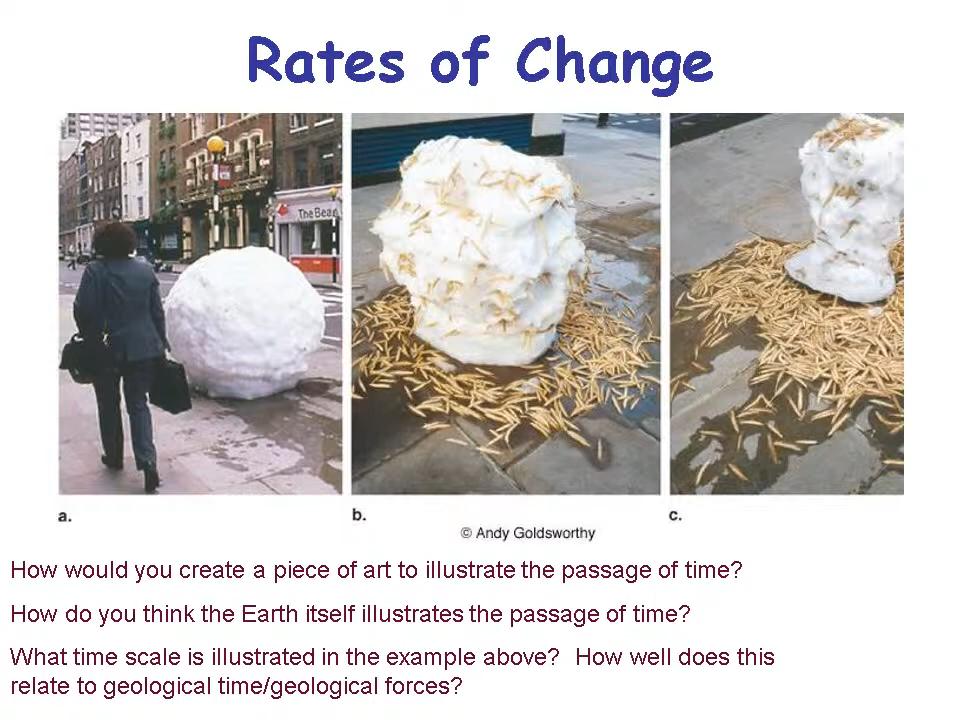 Rates of Change
The Bear
a.
b.
c.
© Andy Goldsworthy
How would you create a piece of art to illustrate the passage of time?
How do you think the Earth itself illustrates the passage of time?
What time scale is illustrated in the example above?  How well does this
relate to geological time/geological forces?